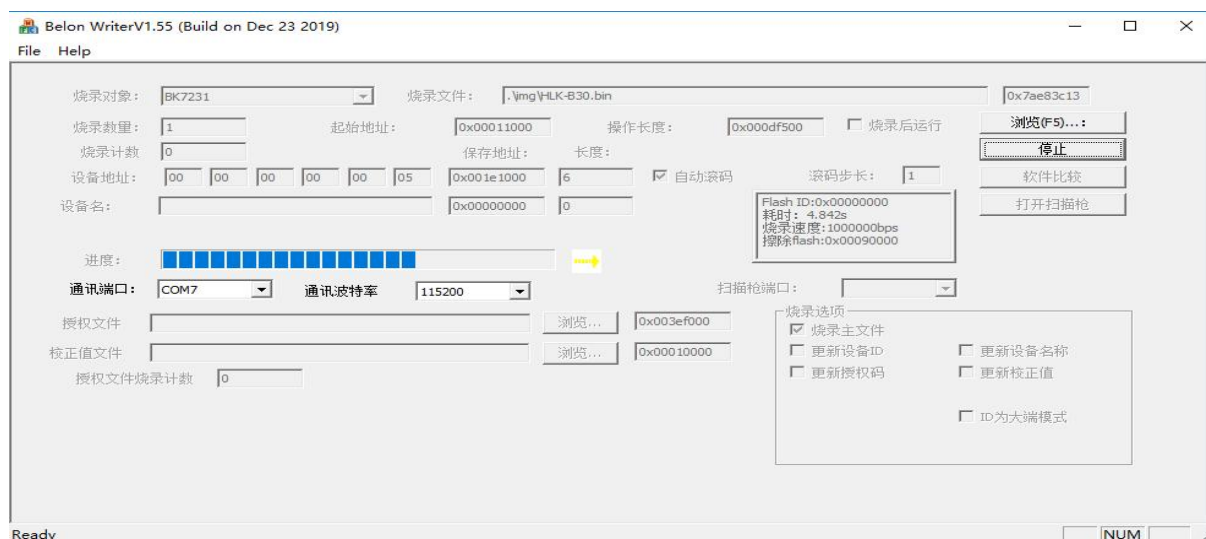 Belon WriterV1.55 (Build on Dec 23 2019)
File Help
烧录对象： BK7231 烧录文件： .\img\HLK-B30.bin 0x7ae83c13
烧录数量： 1 起始地址： 0x00011000 操作长度： 0x000df500 烧录后运行 浏览(F5)...：
烧录计数 0 保存地址： 长度： 停止
设备地址： 00 00 00 00 00 05 0x001e1000 6 自动滚码 滚码步长： 1 软件比较
设备名： 0x00000000 0 打开扫描枪
Flash ID:0x00000000
耗时：4.842s
烧录速度:1000000bps
擦除flash:0x00090000
进度：
通讯端口： COM7 通讯波特率 115200 扫描枪端口：
授权文件 浏览... 0x003ef000
校正值文件 浏览... 0x00010000
授权文件烧录计数 0
烧录选项
烧录主文件
更新设备ID 更新设备名称
更新授权码 更新校正值
ID为大端模式
Ready NUM